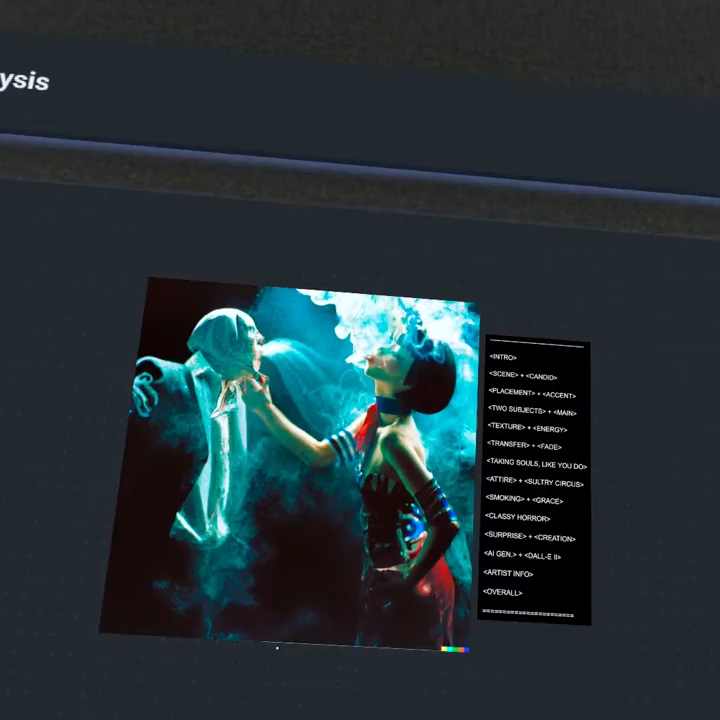 ysis
<INTRO>
<SCENE> + <CANDID>
<PLACEMENT> + <ACCENT>
<TWO SUBJECTS> + <MAIN>
<TEXTURE> + <ENERGY>
<TRANSFER> + <FADE>
<TAKING SOULS, LIKE YOU DO>
<ATTIRE> + <SULTRY CIRCUS>
<SMOKING> + <GRACE>
<CLASSY HORROR>
<SURPRISE> + <CREATION>
<AI GEN.> + <DALL-E II>
<ARTIST INFO>
<OVERALL>